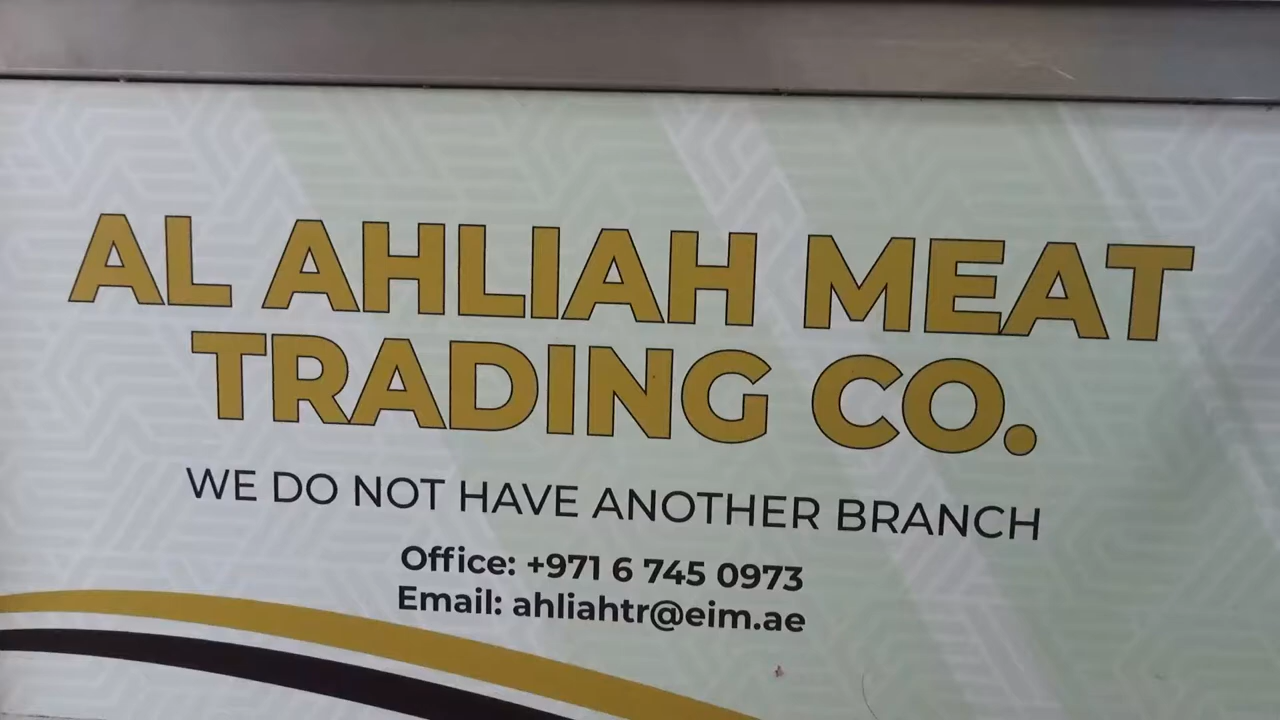 AL AHLIAH MEAT
TRADING CO.
WE DO NOT HAVE ANOTHER BRANCH
Office: +971 6 745 0973
Email: ahliahtr@eim.ae